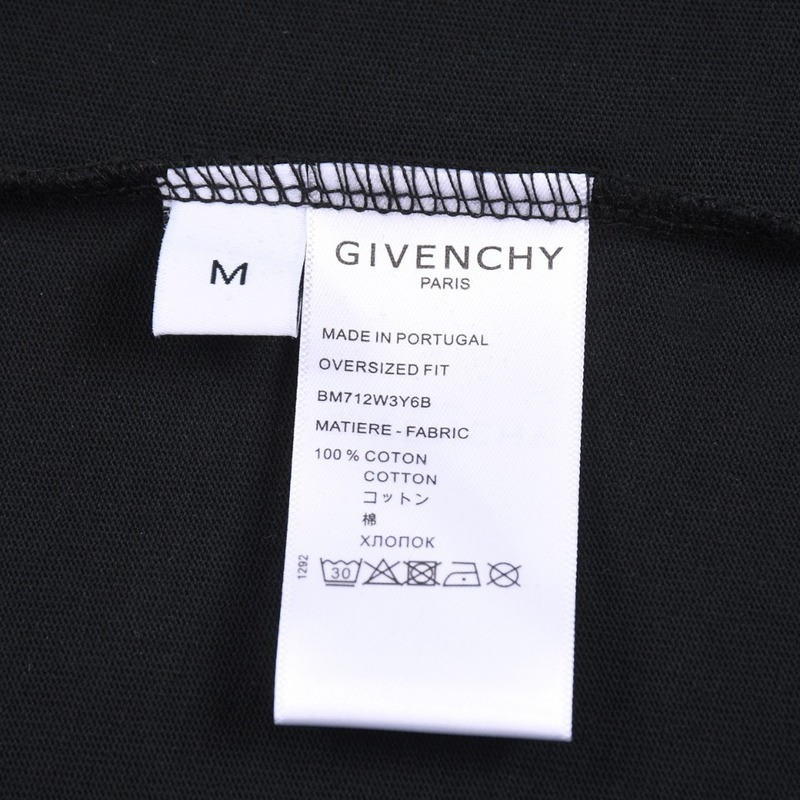 M
GIVENCHY
PARIS
MADE IN PORTUGAL
OVERSIZED FIT
BM712W3Y6B
MATIERE - FABRIC
100 % COTON
COTTON
コットン
棉
ХЛОПОК
1292
30